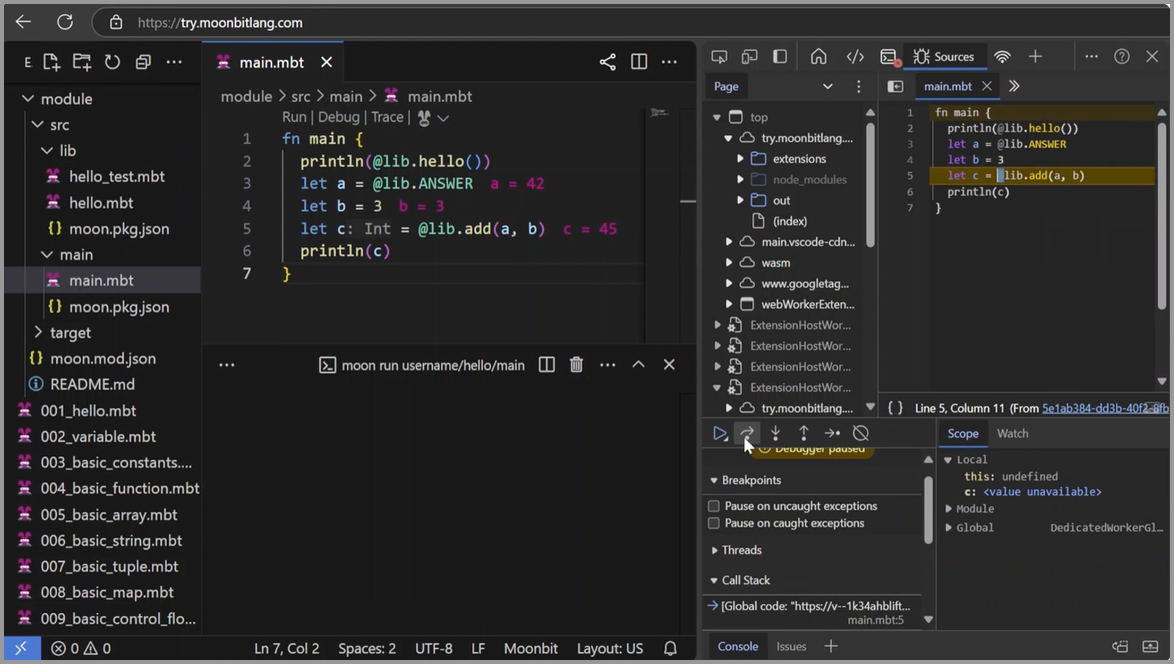 https://try.moonbitlang.com
E
main.mbt
module
src
lib
hello_test.mbt
hello.mbt
{} moon.pkg.json
main
main.mbt
{} moon.pkg.json
target
{} moon.mod.json
README.md
001_hello.mbt
002_variable.mbt
003_basic_constants....
004_basic_function.mbt
005_basic_array.mbt
006_basic_string.mbt
007_basic_tuple.mbt
008_basic_map.mbt
009_basic_control_flo...
module > src > main > main.mbt
Run | Debug | Trace |
1 fn main {
2 println(@lib.hello())
3 let a = @lib.ANSWER a = 42
4 let b = 3 b = 3
5 let c: Int = @lib.add(a, b) c = 45
6 println(c)
7 }
moon run username/hello/main
Sources
Page
top
try.moonbitlang....
extensions
node_modules
out
(index)
main.vscode-cdn...
wasm
www.googletag...
webWorkerExten...
ExtensionHostWor...
ExtensionHostWor...
ExtensionHostWor...
ExtensionHostWor...
try.moonbitlang....
main.mbt
1 fn main {
2 println(@lib.hello())
3 let a = @lib.ANSWER
4 let b = 3
5 let c = @lib.add(a, b)
6 println(c)
7 }
{} Line 5, Column 11 (From 5e1ab384-dd3b-40f2-8fb
Debugger paused
Breakpoints
Pause on uncaught exceptions
Pause on caught exceptions
Threads
Call Stack
[Global code: "https://v--1k34ahblift...
main.mbt:5
Scope Watch
Local
this: undefined
c: <value unavailable>
Module
Global DedicatedWorkerGl...
Console Issues
0 0 Ln 7, Col 2 Spaces: 2 UTF-8 LF Moonbit Layout: US